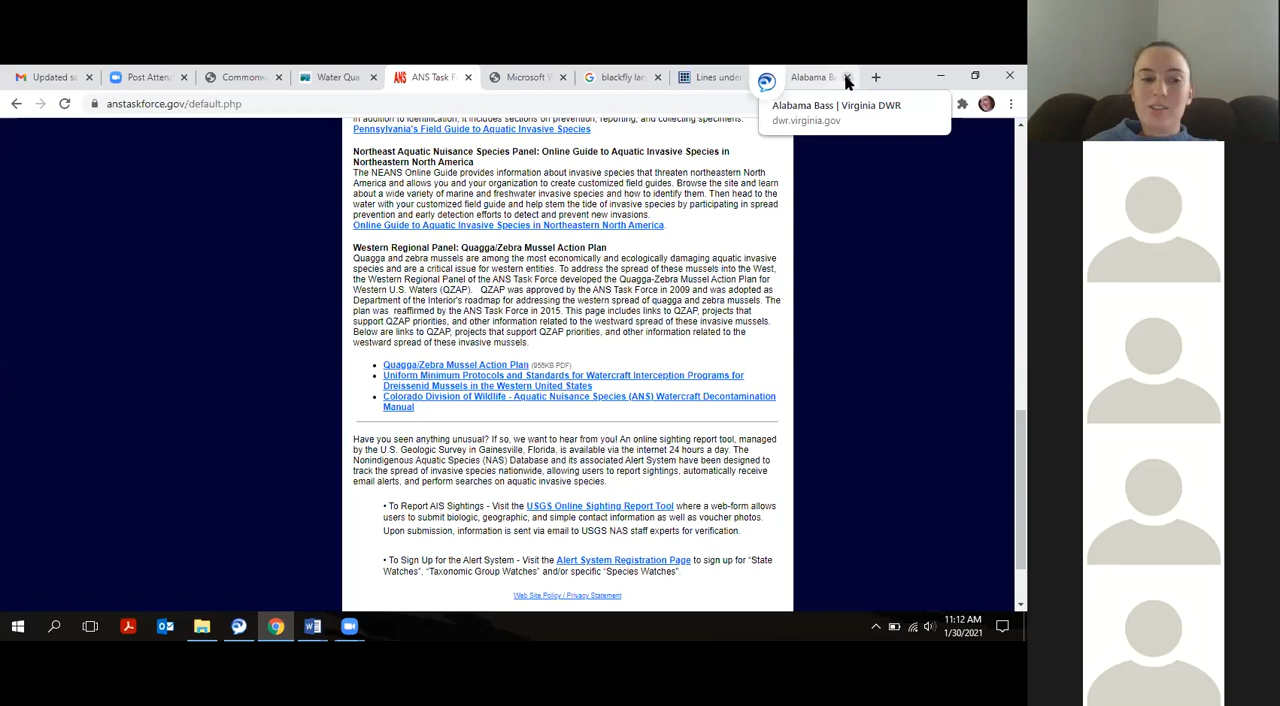 Updated sc
Post Attend
Commonw
Water Qua
ANS ANS Task F
Microsoft V
blackfly lar
Lines unde
Alabama Ba
anstaskforce.gov/default.php
Alabama Bass | Virginia DWR
dwr.virginia.gov
in addition to identification, it includes sections on prevention, reporting, and collecting specimens.
Pennsylvania's Field Guide to Aquatic Invasive Species
Northeast Aquatic Nuisance Species Panel: Online Guide to Aquatic Invasive Species in
Northeastern North America
The NEANS Online Guide provides information about invasive species that threaten northeastern North
America and allows you and your organization to create customized field guides. Browse the site and learn
about a wide variety of marine and freshwater invasive species and how to identify them. Then head to the
water with your customized field guide and help stem the tide of invasive species by participating in spread
prevention and early detection efforts to detect and prevent new invasions.
Online Guide to Aquatic Invasive Species in Northeastern North America.
Western Regional Panel: Quagga/Zebra Mussel Action Plan
Quagga and zebra mussels are among the most economically and ecologically damaging aquatic invasive
species and are a critical issue for western entities. To address the spread of these mussels into the West,
the Western Regional Panel of the ANS Task Force developed the Quagga-Zebra Mussel Action Plan for
Western U.S. Waters (QZAP). QZAP was approved by the ANS Task Force in 2009 and was adopted as
Department of the Interior's roadmap for addressing the western spread of quagga and zebra mussels. The
plan was reaffirmed by the ANS Task Force in 2015. This page includes links to QZAP, projects that
support QZAP priorities, and other information related to the westward spread of these invasive mussels.
Below are links to QZAP, projects that support QZAP priorities, and other information related to the
westward spread of these invasive mussels.
• Quagga/Zebra Mussel Action Plan (956KB PDF)
• Uniform Minimum Protocols and Standards for Watercraft Interception Programs for
Dreissenid Mussels in the Western United States
• Colorado Division of Wildlife - Aquatic Nuisance Species (ANS) Watercraft Decontamination
Manual
Have you seen anything unusual? If so, we want to hear from you! An online sighting report tool, managed
by the U.S. Geologic Survey in Gainesville, Florida, is available via the internet 24 hours a day. The
Nonindigenous Aquatic Species (NAS) Database and its associated Alert System have been designed to
track the spread of invasive species nationwide, allowing users to report sightings, automatically receive
email alerts, and perform searches on aquatic invasive species.
• To Report AIS Sightings - Visit the USGS Online Sighting Report Tool where a web-form allows
users to submit biologic, geographic, and simple contact information as well as voucher photos.
Upon submission, information is sent via email to USGS NAS staff experts for verification.
• To Sign Up for the Alert System - Visit the Alert System Registration Page to sign up for “State
Watches”, “Taxonomic Group Watches” and/or specific “Species Watches”.
Web Site Policy / Privacy Statement
11:12 AM
1/30/2021